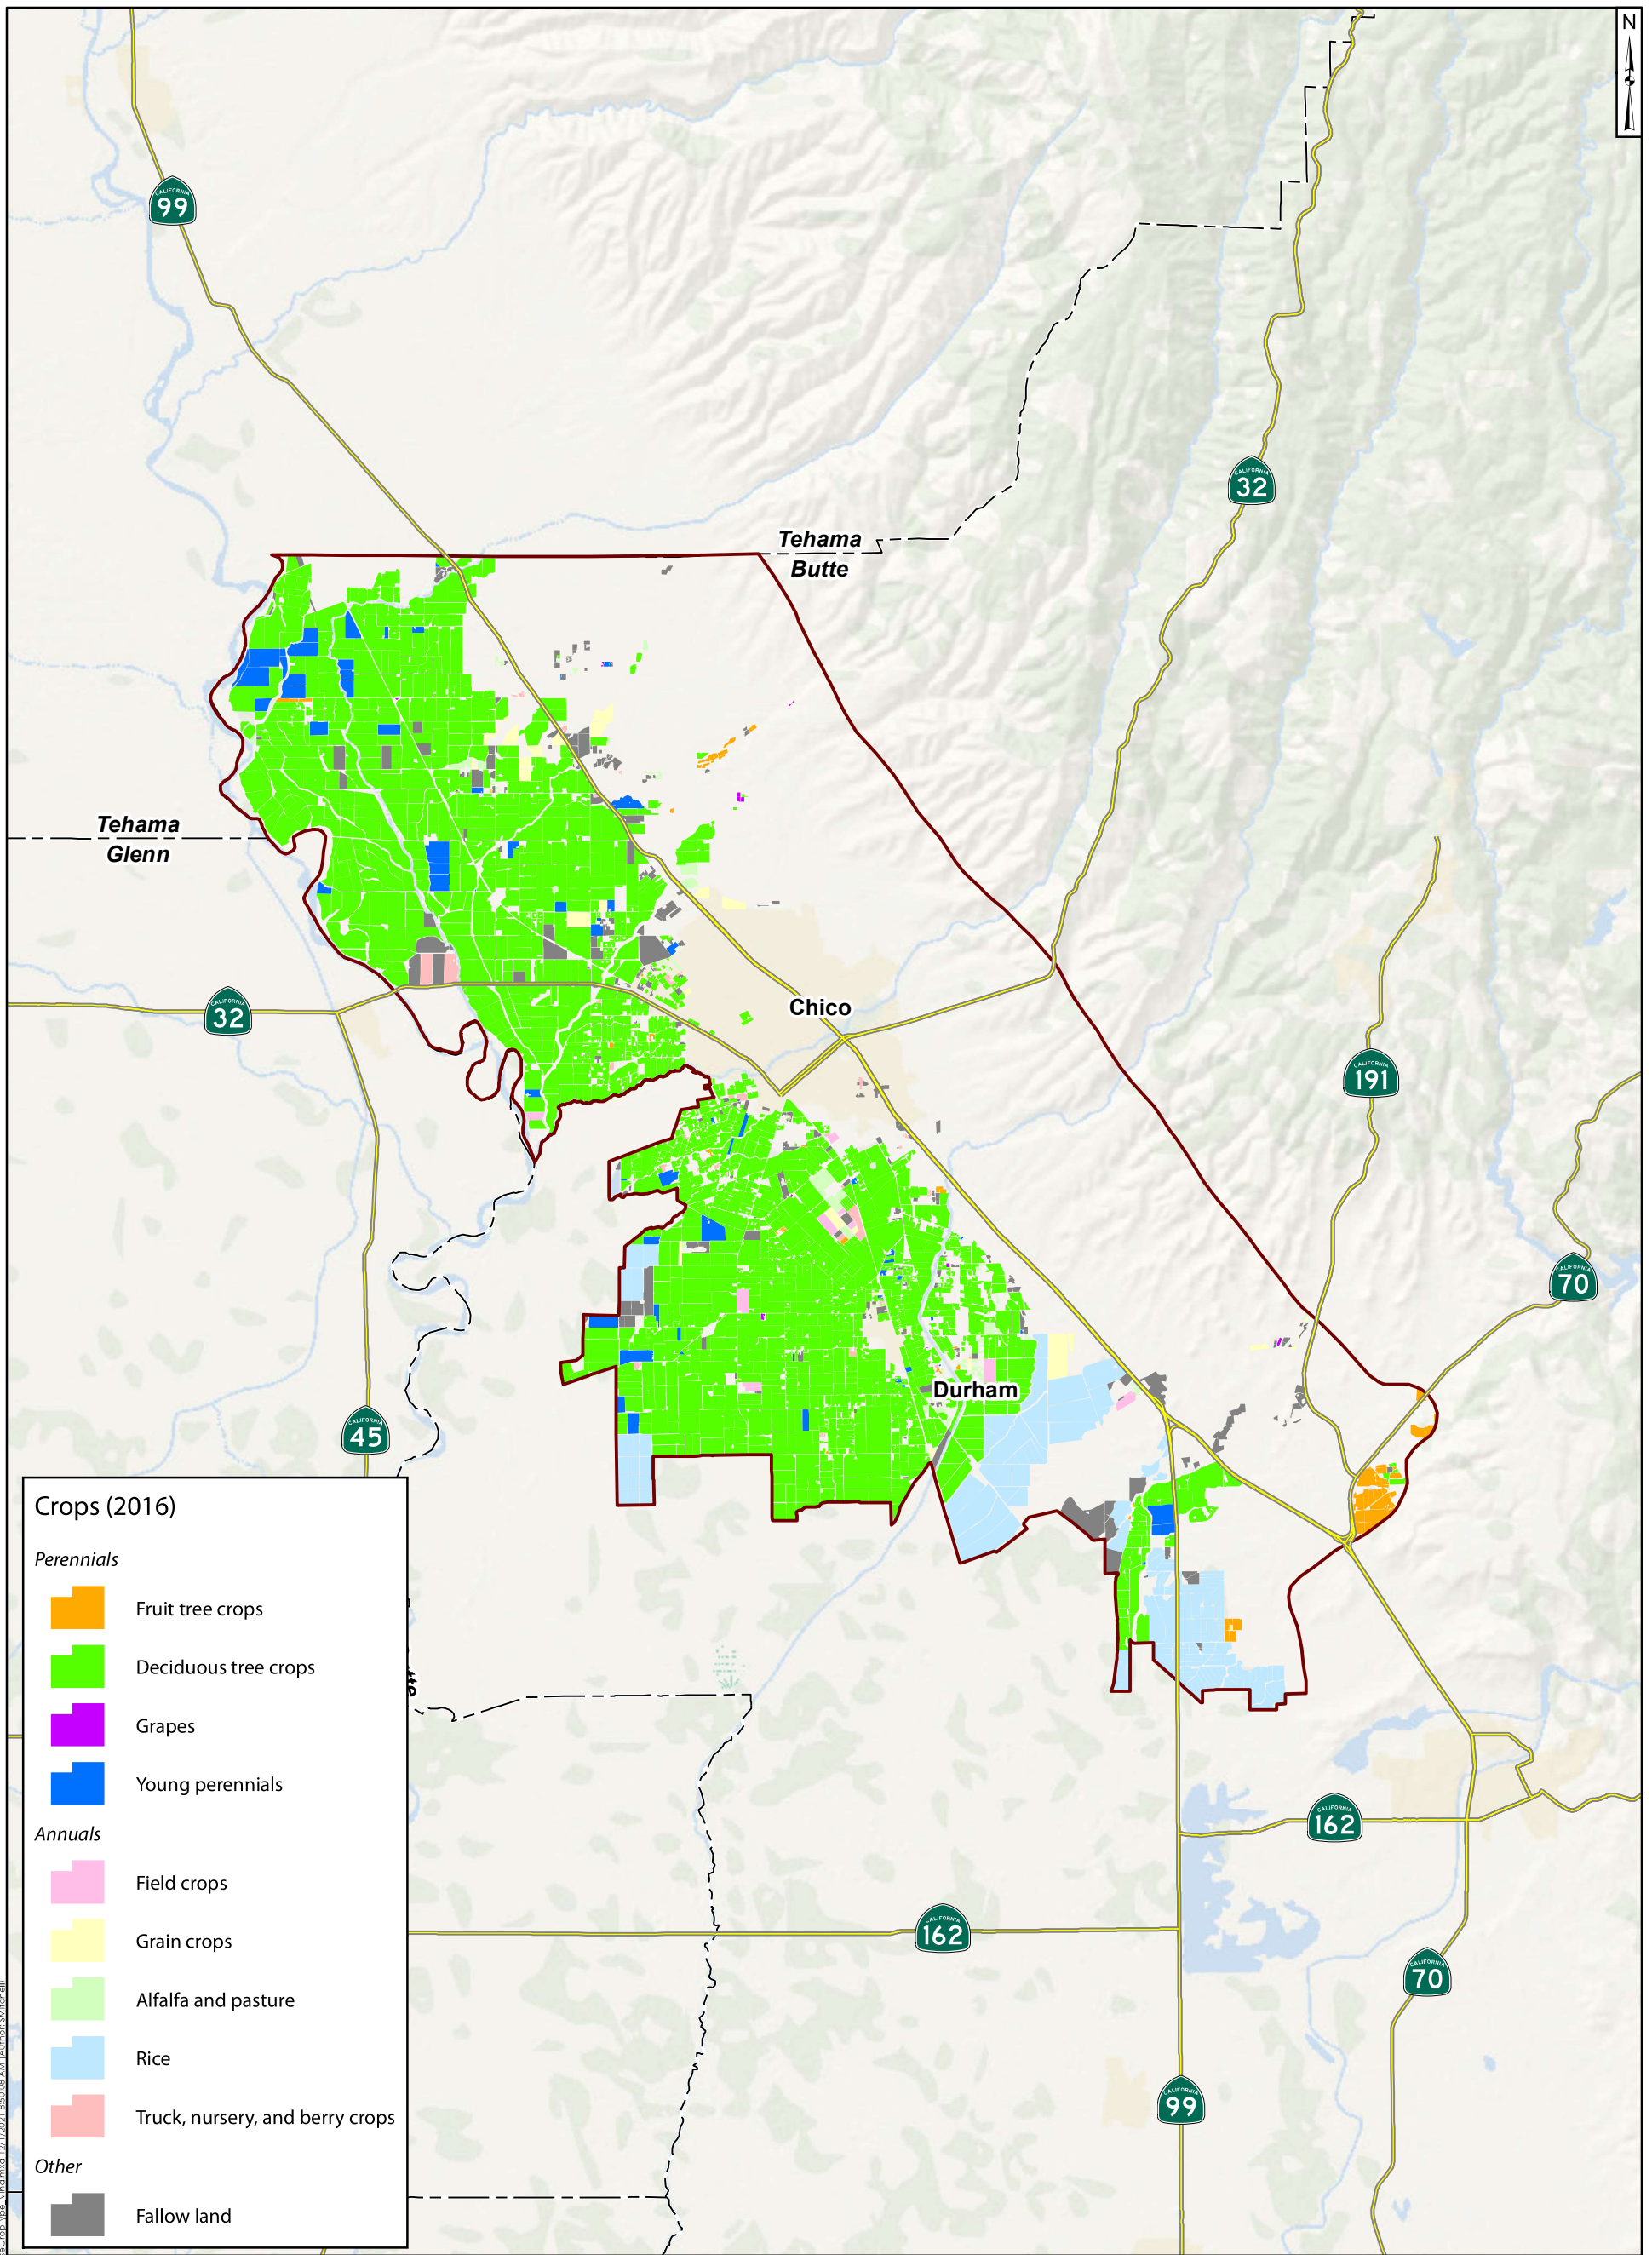 N
CALIFORNIA
99
CALIFORNIA
32
Tehama
Butte
Tehama
Glenn
CALIFORNIA
32
Chico
CALIFORNIA
191
CALIFORNIA
70
Durham
CALIFORNIA
45
Crops (2016)
Perennials
Fruit tree crops
Deciduous tree crops
Grapes
Young perennials
Annuals
Field crops
Grain crops
Alfalfa and pasture
Rice
Truck, nursery, and berry crops
Other
Fallow land
CALIFORNIA
162
CALIFORNIA
162
CALIFORNIA
70
CALIFORNIA
99